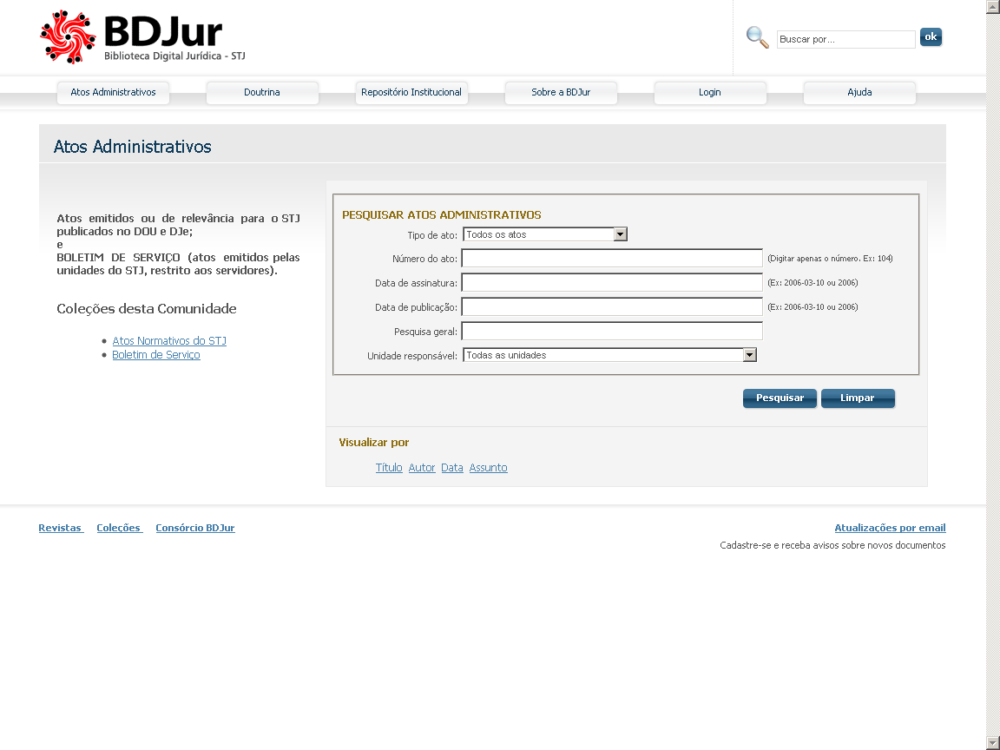 BDJur
Biblioteca Digital Jurídica - STJ
Buscar por...
ok
Atos Administrativos
Doutrina
Repositório Institucional
Sobre a BDJur
Login
Ajuda
Atos Administrativos
Atos emitidos ou de relevância para o STJ
publicados no DOU e DJe;
e
BOLETIM DE SERVIÇO (atos emitidos pelas
unidades do STJ, restrito aos servidores).
Coleções desta Comunidade
Atos Normativos do STJ
Boletim de Serviço
PESQUISAR ATOS ADMINISTRATIVOS
Tipo de ato: Todos os atos
Número do ato: (Digitar apenas o número. Ex: 104)
Data de assinatura: (Ex: 2006-03-10 ou 2006)
Data de publicação: (Ex: 2006-03-10 ou 2006)
Pesquisa geral:
Unidade responsável: Todas as unidades
Pesquisar Limpar
Visualizar por
Título Autor Data Assunto
Revistas Coleções Consórcio BDJur
Atualizações por email
Cadastre-se e receba avisos sobre novos documentos